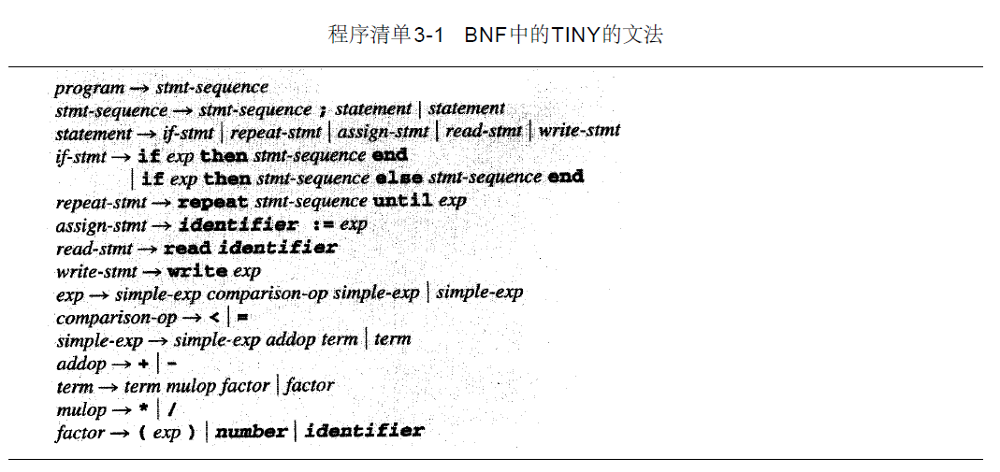 程序清单3-1 BNF中的TINY的文法
program → stmt-sequence
stmt-sequence → stmt-sequence ; statement | statement
statement → if-stmt | repeat-stmt | assign-stmt | read-stmt | write-stmt
if-stmt → if exp then stmt-sequence end
| if exp then stmt-sequence else stmt-sequence end
repeat-stmt → repeat stmt-sequence until exp
assign-stmt → identifier := exp
read-stmt → read identifier
write-stmt → write exp
exp → simple-exp comparison-op simple-exp | simple-exp
comparison-op → < | =
simple-exp → simple-exp addop term | term
addop → + | -
term → term mulop factor | factor
mulop → * | /
factor → ( exp ) | number | identifier